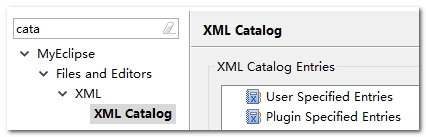 cata
MyEclipse
Files and Editors
XML
XML Catalog
XML Catalog
XML Catalog Entries
User Specified Entries
Plugin Specified Entries